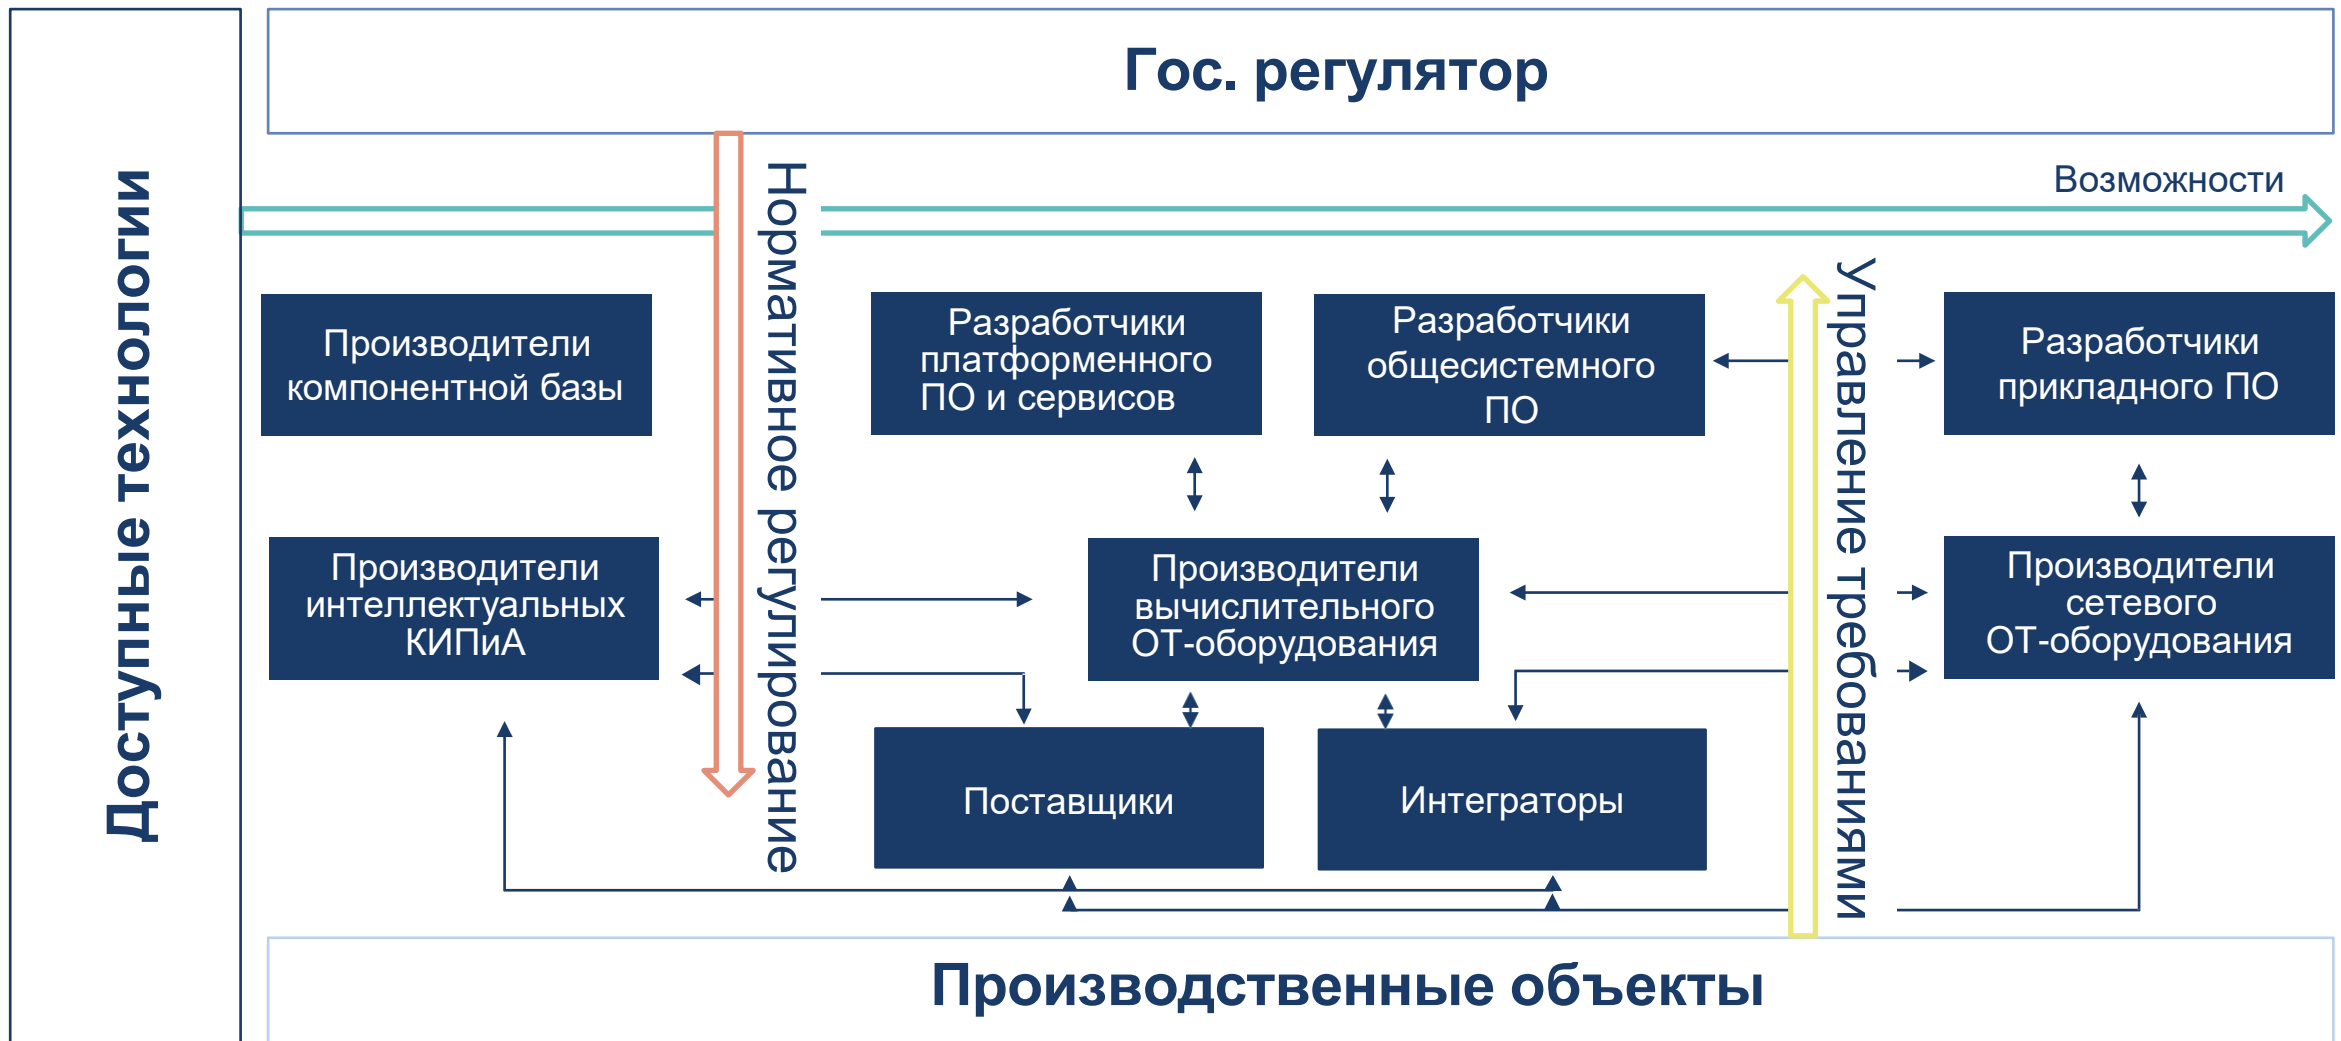 Гос. регулятор
Доступные технологии
Возможности
Нормативное регулирование
Управление требованиями
Производители
компонентной базы
Разработчики
платформенного
ПО и сервисов
Разработчики
общесистемного
ПО
Разработчики
прикладного ПО
Производители
интеллектуальных
КИПиА
Производители
вычислительного
ОТ-оборудования
Производители
сетевого
ОТ-оборудования
Поставщики
Интеграторы
Производственные объекты